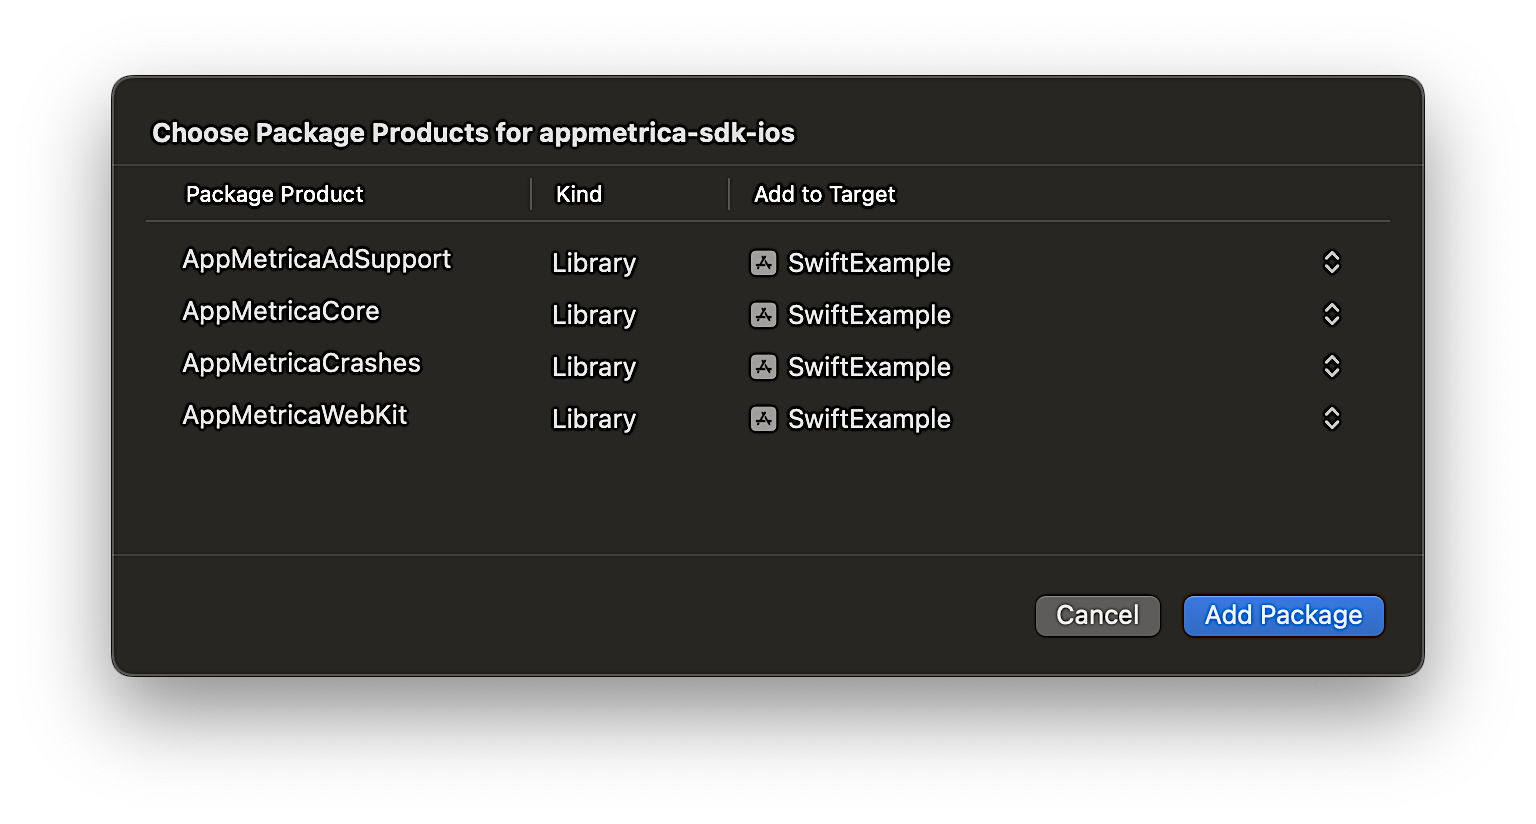 Choose Package Products for appmetrica-sdk-ios
Package Product Kind Add to Target
AppMetricaAdSupport Library SwiftExample
AppMetricaCore Library SwiftExample
AppMetricaCrashes Library SwiftExample
AppMetricaWebKit Library SwiftExample
Cancel Add Package